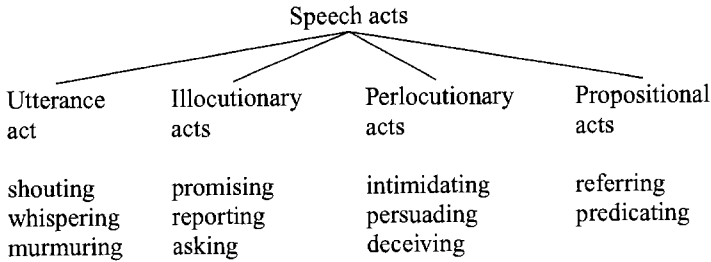 Speech acts
Utterance act
Illocutionary acts
Perlocutionary acts
Propositional acts
shouting
whispering
murmuring
promising
reporting
asking
intimidating
persuading
deceiving
referring
predicating